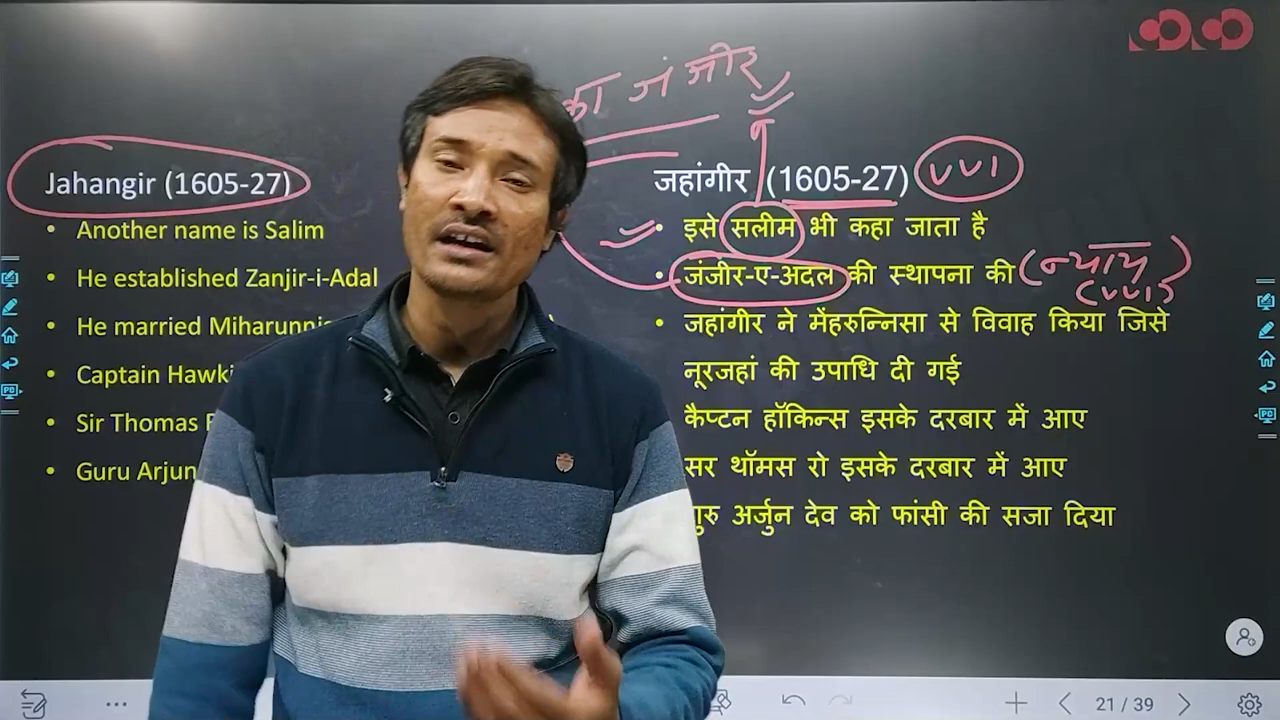 का जंजीर
Jahangir (1605-27)
Another name is Salim
He established Zanjir-i-Adal
He married
Captain
Sir Thomas
Guru Arjun
जहांगीर (1605-27) VVI
इसे सलीम भी कहा जाता है
जंजीर-ए-अदल की स्थापना की (न्याय)
(VVI)
जहांगीर ने मेंहरुन्निसा से विवाह किया जिसे
नूरजहां की उपाधि दी गई
कैप्टन हॉकिन्स इसके दरबार में आए
सर थॉमस रो इसके दरबार में आए
गुरु अर्जुन देव को फांसी की सजा दिया
21 / 39